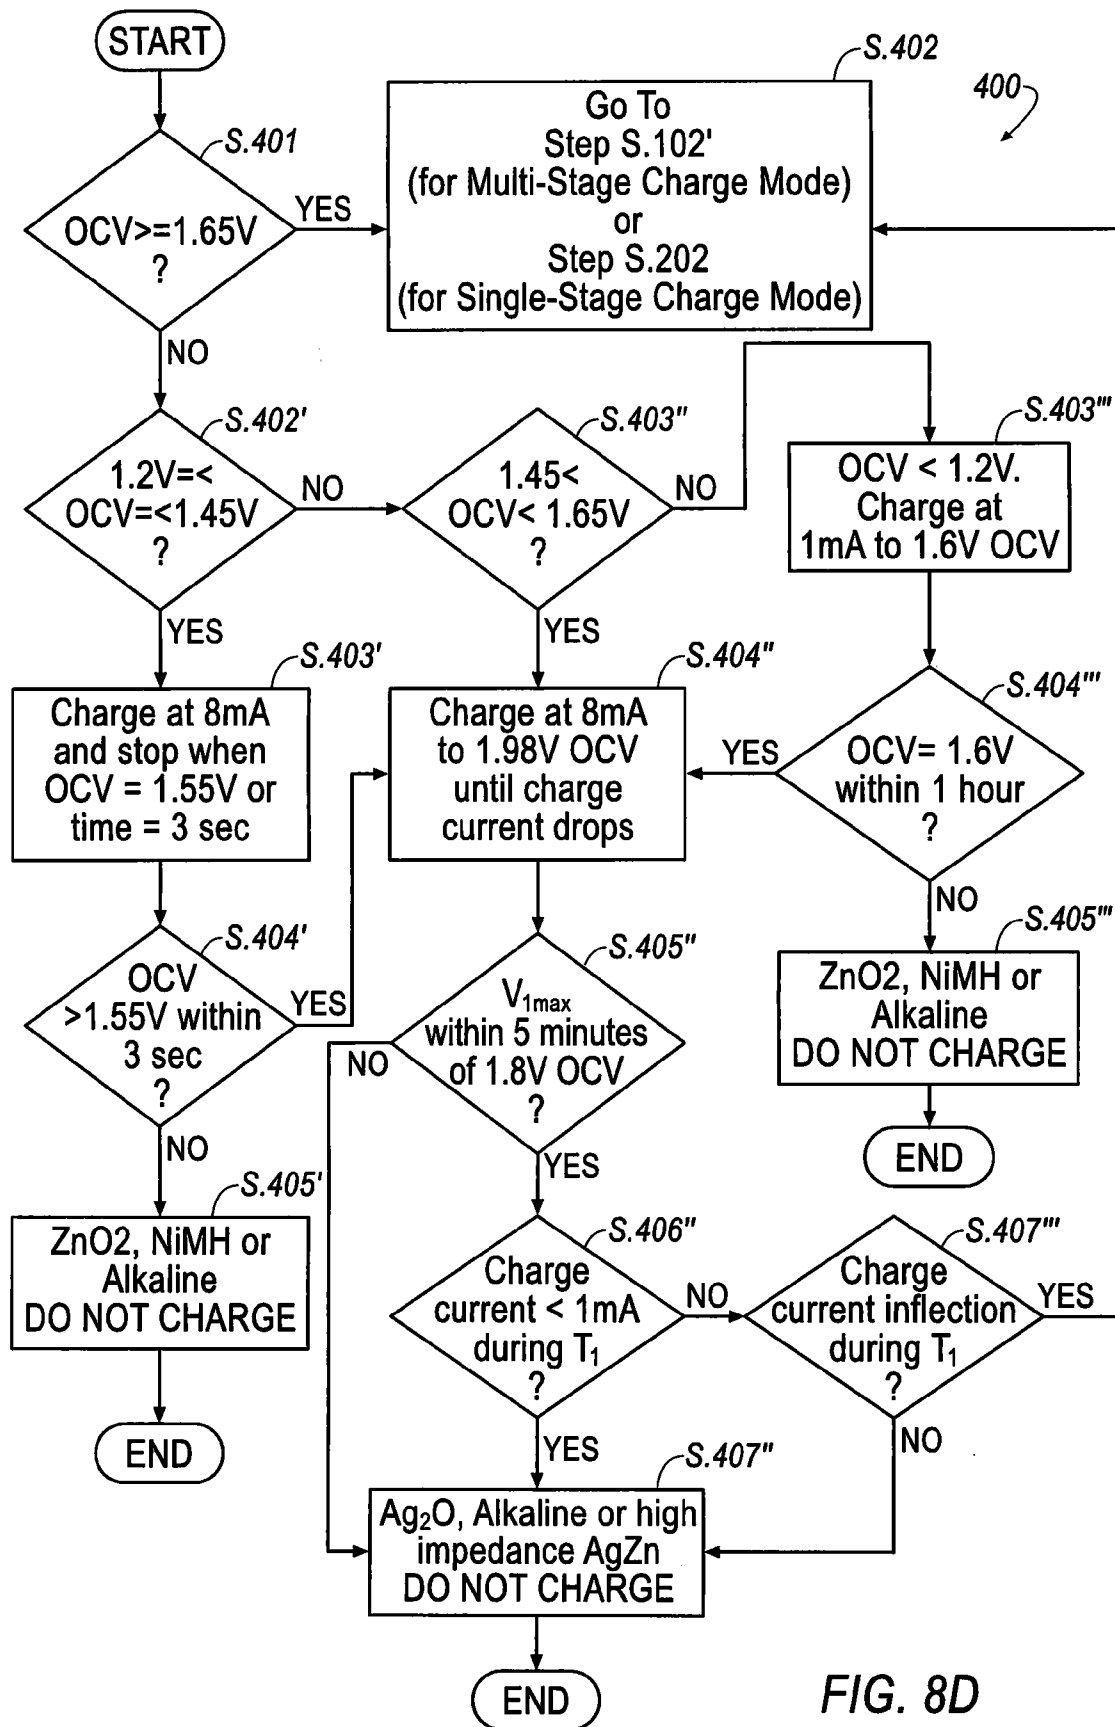 START
S.402
400
Go To
Step S.102'
(for Multi-Stage Charge Mode)
or
Step S.202
(for Single-Stage Charge Mode)
S.401
OCV>=1.65V
?
YES
NO
S.402'
1.2V=<
OCV=<1.45V
?
NO
YES
S.403"
1.45<
OCV< 1.65V
?
NO
YES
S.403'''
OCV < 1.2V.
Charge at
1mA to 1.6V OCV
S.403'
Charge at 8mA
and stop when
OCV = 1.55V or
time = 3 sec
S.404"
Charge at 8mA
to 1.98V OCV
until charge
current drops
S.404'''
OCV= 1.6V
within 1 hour
?
YES
NO
S.404'
OCV
>1.55V within
3 sec
?
YES
NO
S.405"
V1max
within 5 minutes
of 1.8V OCV
?
NO
YES
S.405'''
ZnO2, NiMH or
Alkaline
DO NOT CHARGE
END
S.405'
ZnO2, NiMH or
Alkaline
DO NOT CHARGE
END
S.406"
Charge
current < 1mA
during T1
?
NO
YES
S.407'''
Charge
current inflection
during T1
?
YES
NO
S.407"
Ag2O, Alkaline or high
impedance AgZn
DO NOT CHARGE
END
FIG. 8D